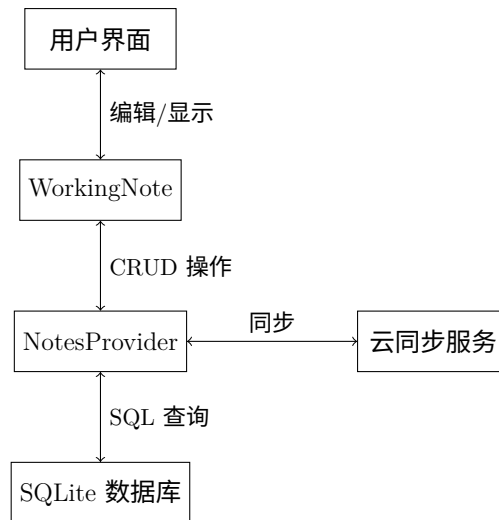 用户界面
编辑/显示
WorkingNote
CRUD 操作
NotesProvider
同步
云同步服务
SQL 查询
SQLite 数据库